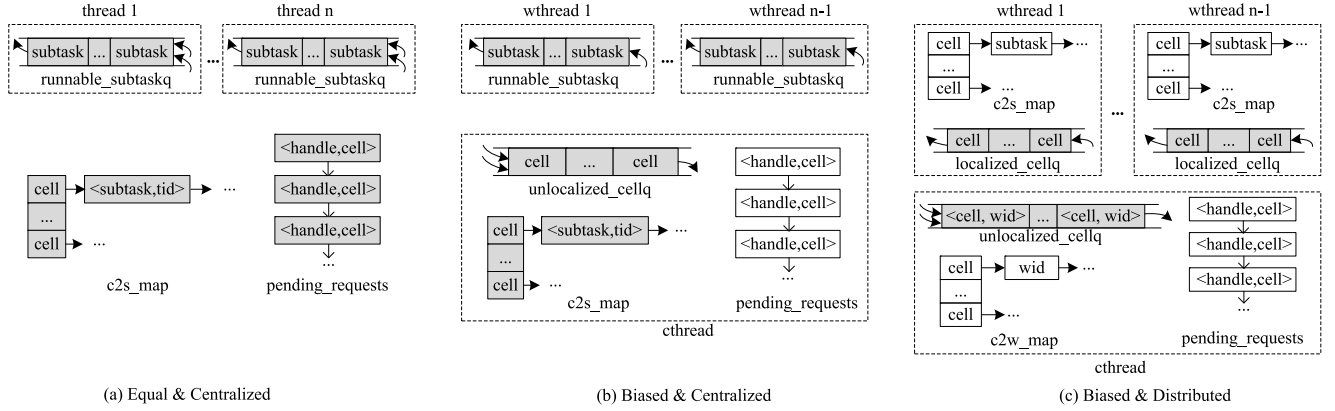 thread 1
thread n
subtask ... subtask
subtask ... subtask
runnable_subtaskq
...
runnable_subtaskq
<handle,cell>
cell <subtask,tid> ...
<handle,cell>
...
cell ...
<handle,cell>
...
c2s_map
pending_requests
(a) Equal & Centralized
wthread 1
wthread n-1
subtask ... subtask
subtask ... subtask
runnable_subtaskq
...
runnable_subtaskq
cell ... cell
unlocalized_cellq
<handle,cell>
<handle,cell>
cell <subtask,tid> ...
...
<handle,cell>
cell ...
...
c2s_map
pending_requests
cthread
(b) Biased & Centralized
wthread 1
wthread n-1
cell subtask ...
cell subtask ...
...
...
cell ...
cell ...
c2s_map
c2s_map
...
cell ... cell
cell ... cell
localized_cellq
localized_cellq
<cell, wid> ... <cell, wid>
unlocalized_cellq
<handle,cell>
<handle,cell>
cell wid ...
...
<handle,cell>
cell ...
...
c2w_map
pending_requests
cthread
(c) Biased & Distributed